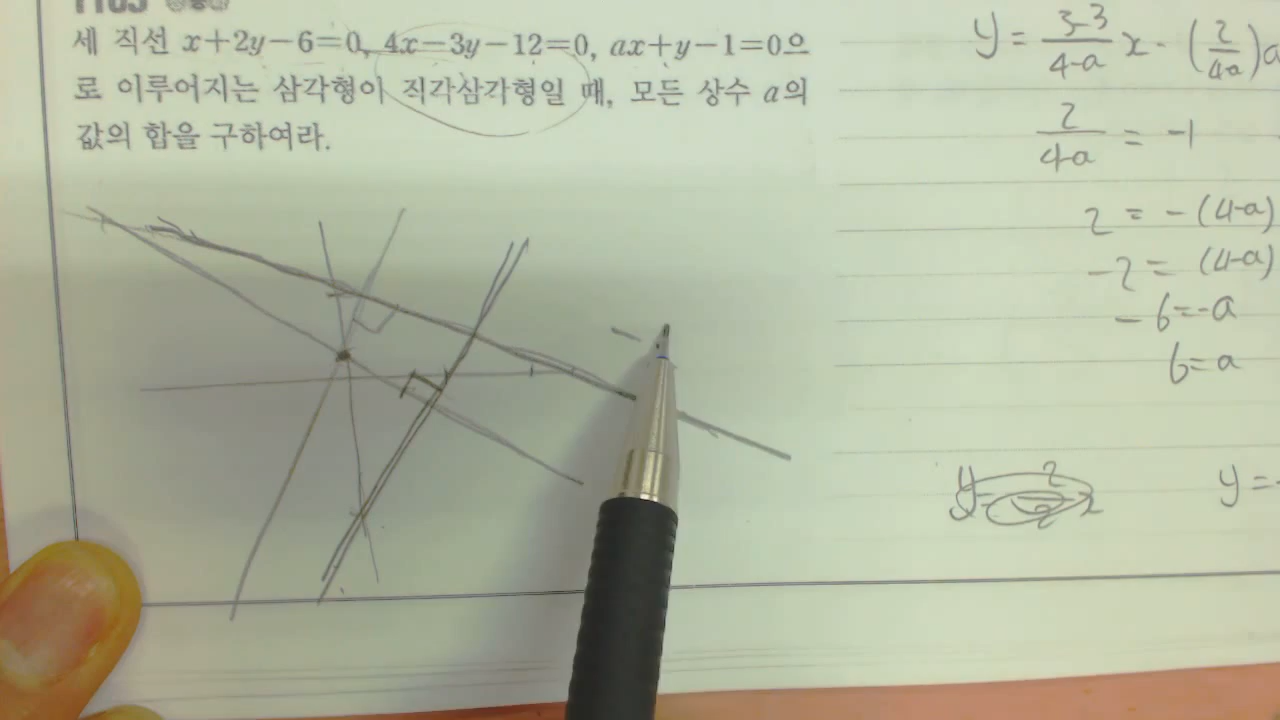 세 직선 x+2y-6=0, 4x-3y-12=0, ax+y-1=0으
로 이루어지는 삼각형이 직각삼각형일 때, 모든 상수 a의
값의 합을 구하여라.
2/(4-a) = -1
2 = -(4-a)
-2 = (4-a)
-6=-a
6=a
y=